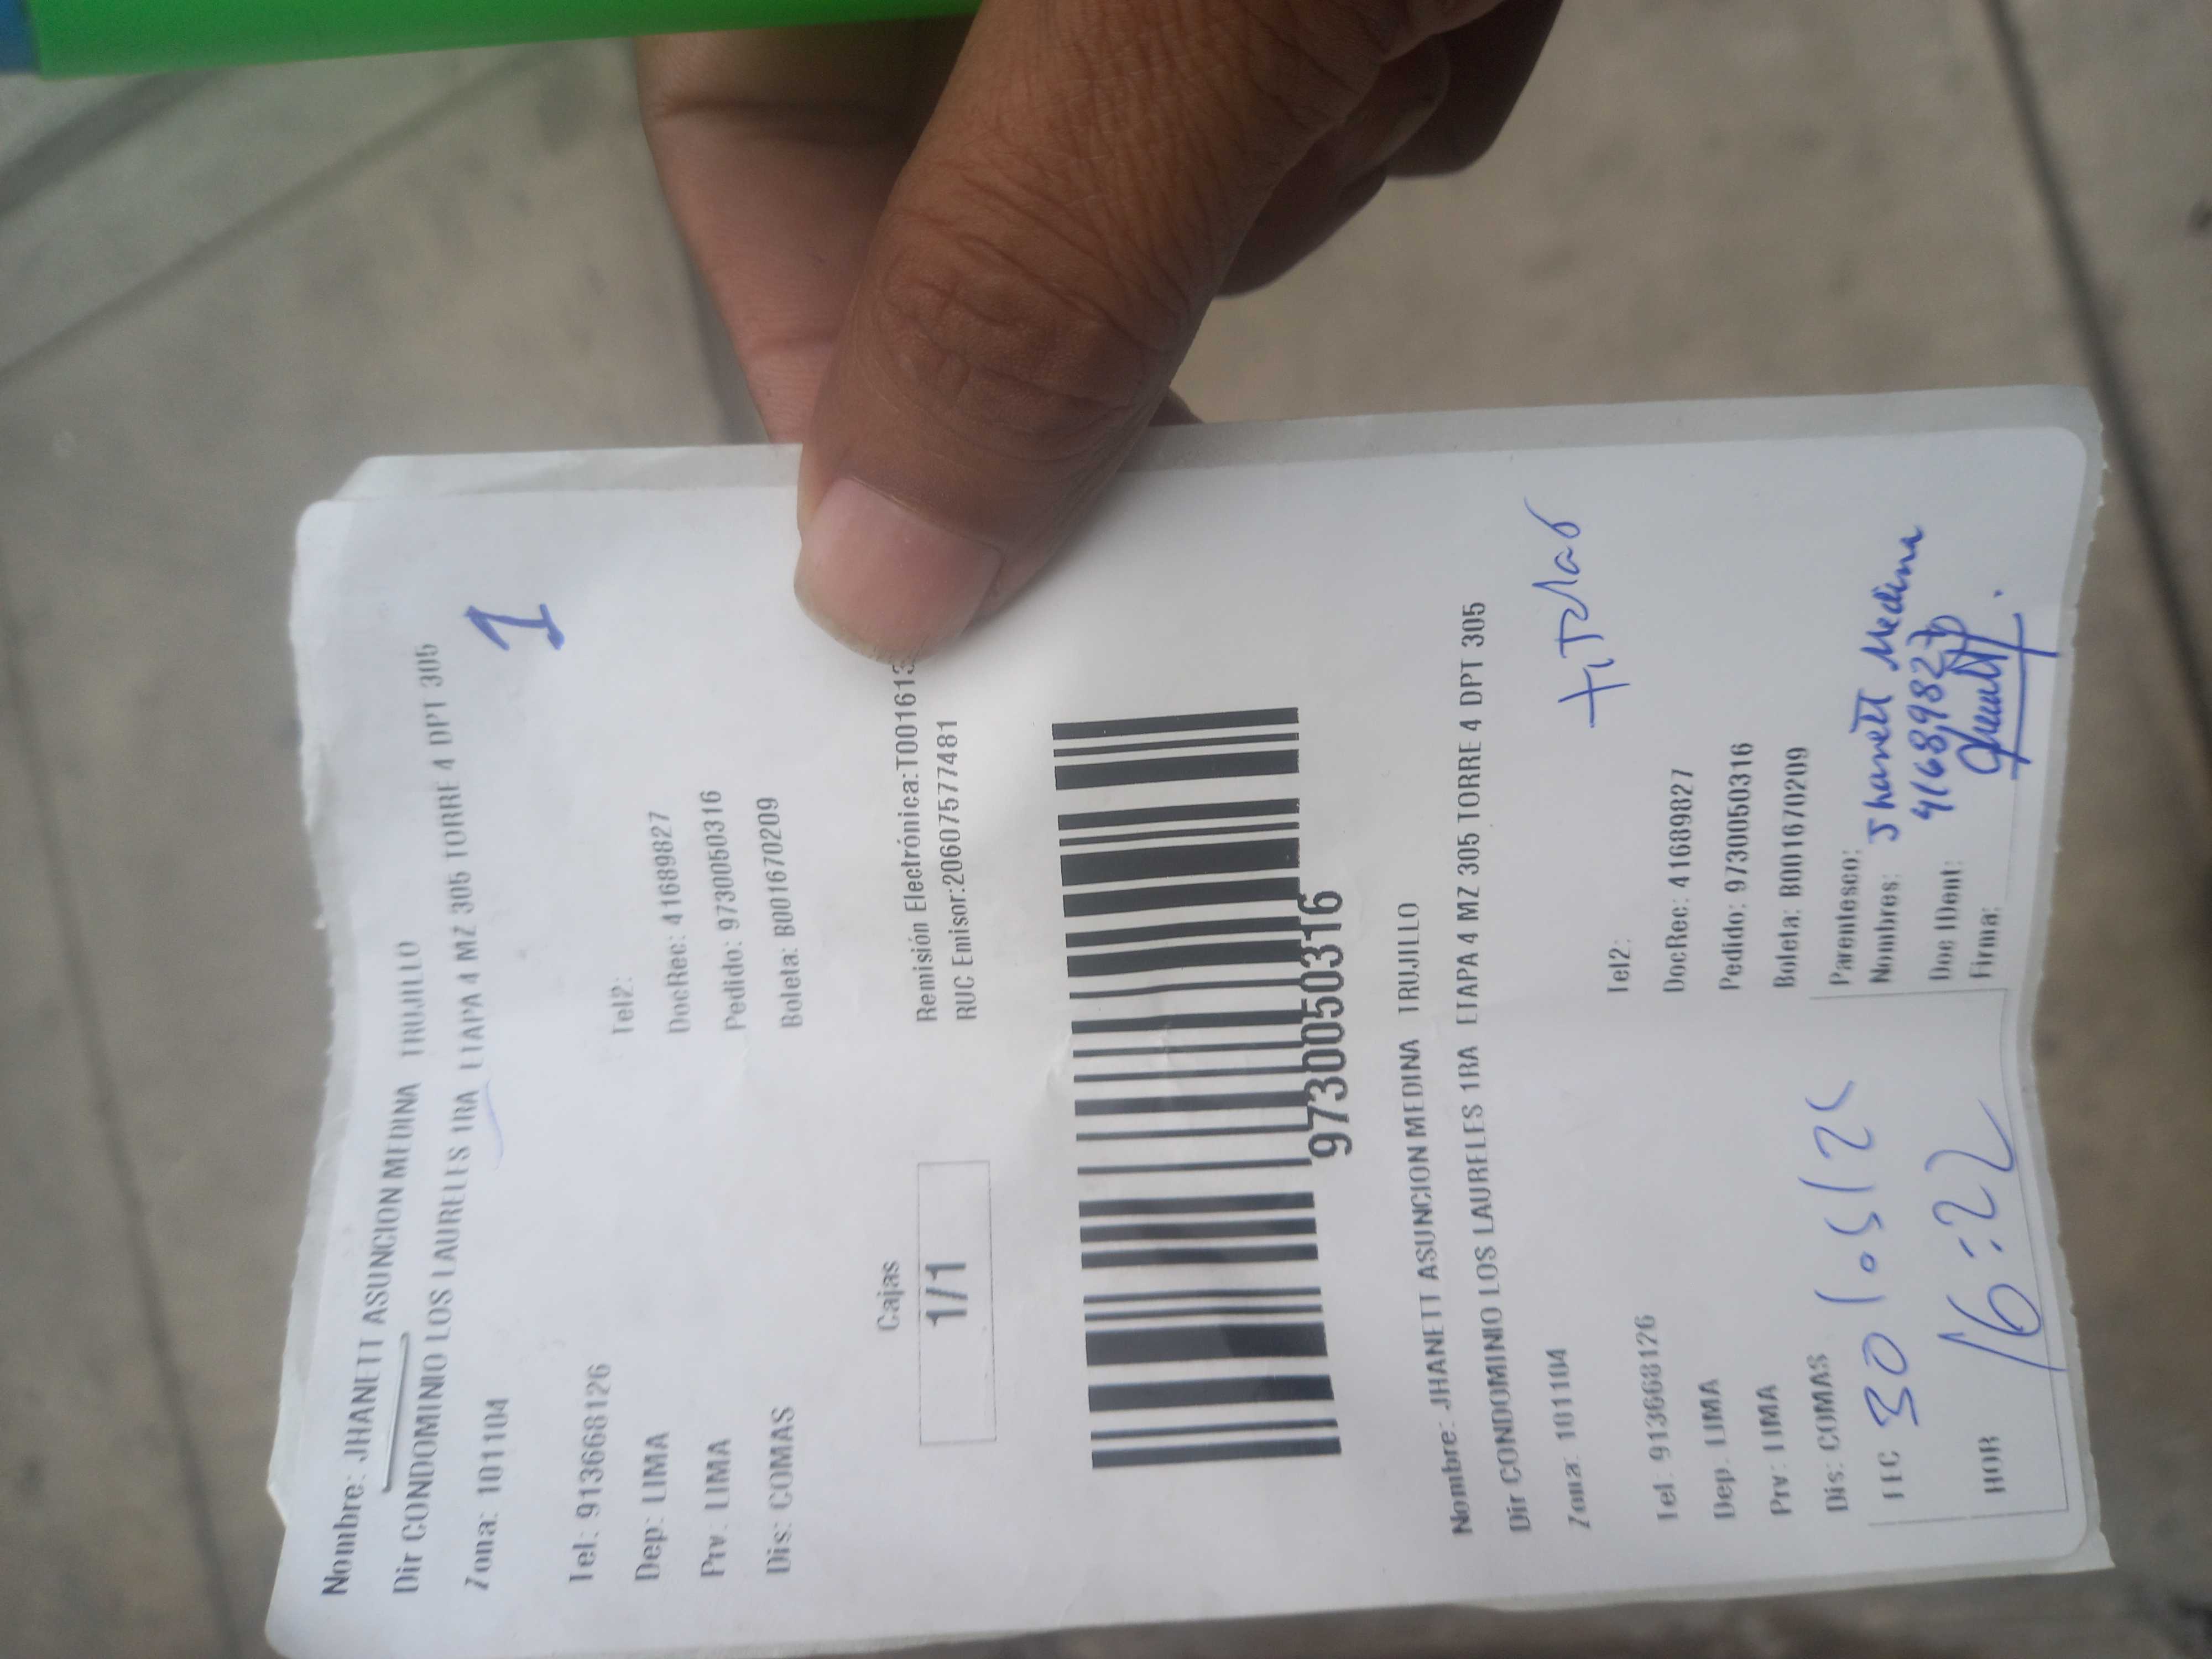 Nombre: JHANETT ASUNCION MEDINA TRUJILLO
Dir CONDOMINIO LOS LAURELES 1RA ETAPA 4 MZ 305 TORRE 4 DPT 305
Zona: 101104
1
Tel: 913668126
Tel2:
Dep: LIMA
DocRec: 41689827
Prv: LIMA
Pedido: 9730050316
Dis: COMAS
Boleta: B001670209
Cajas
1/1
Remisión Electrónica:T001613
RUC Emisor:20607577481
9730050316
Nombre: JHANETT ASUNCION MEDINA TRUJILLO
Dir CONDOMINIO LOS LAURELES 1RA ETAPA 4 MZ 305 TORRE 4 DPT 305
Zona: 101104
titular
Tel: 913668126
Tel2:
Dep: LIMA
DocRec: 41689827
Prv: LIMA
Pedido: 9730050316
Dis: COMAS
Boleta: B001670209
FEC 30/05/25
Parentesco:
Nombres: Jhanett Medina
HOR 16:22
Doc IDent: 41689827
Firma: